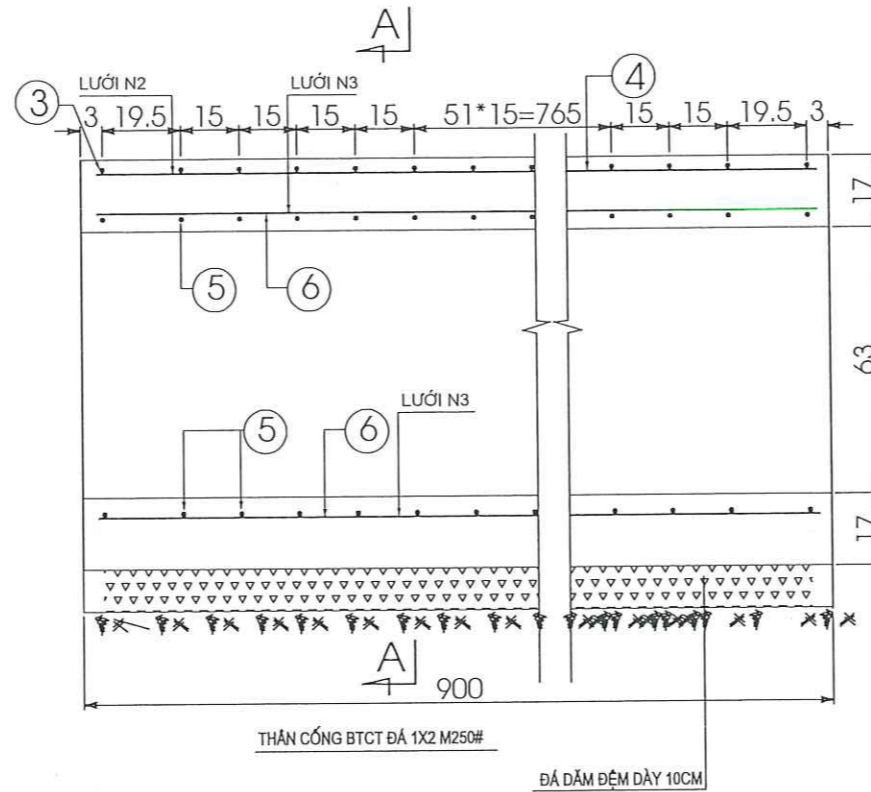 A
LƯỚI N2
LƯỚI N3
3
4
3 19.5 15 15 15 15 51*15=765 15 15 19.5 3
17
5
6
63
LƯỚI N3
5
6
17
A
900
THÂN CỐNG BTCT ĐÁ 1X2 M250#
ĐÁ DĂM ĐỆM DÀY 10CM